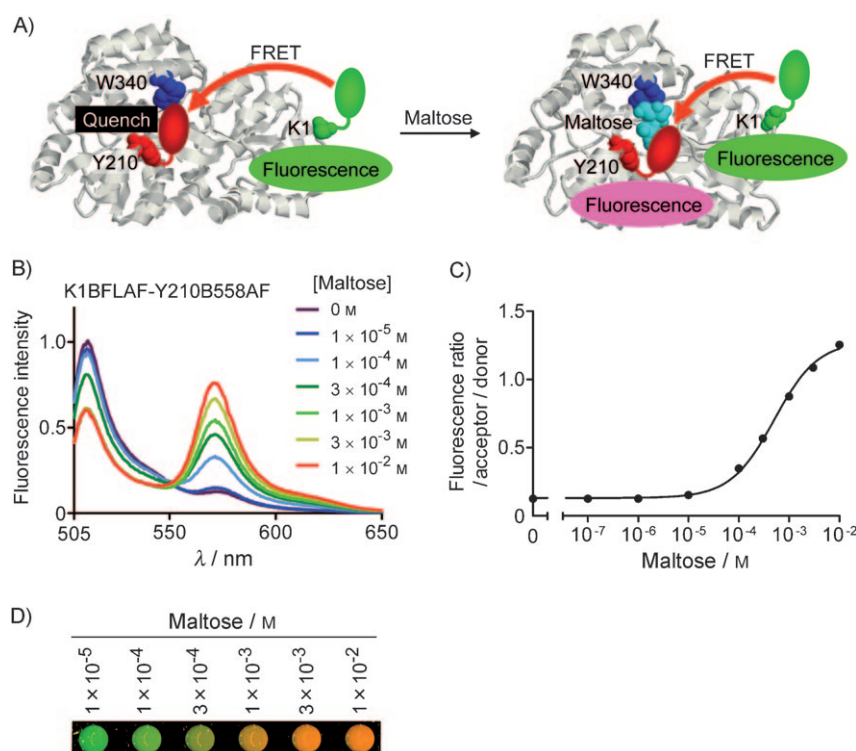 A)
FRET
W340
Quench
K1
Y210
Fluorescence
Maltose
FRET
W340
Maltose
K1
Y210
Fluorescence
Fluorescence
B)
K1BFLAF-Y210B558AF
[Maltose]
0 M
1 × 10⁻⁵ M
1 × 10⁻⁴ M
3 × 10⁻⁴ M
1 × 10⁻³ M
3 × 10⁻³ M
1 × 10⁻² M
Fluorescence intensity
1.0
0.5
0
505 550 600 650
λ / nm
C)
Fluorescence ratio
/acceptor / donor
1.5
1.0
0.5
0
0 10⁻⁷ 10⁻⁶ 10⁻⁵ 10⁻⁴ 10⁻³ 10⁻²
Maltose / M
D)
Maltose / M
1 × 10⁻⁵
1 × 10⁻⁴
3 × 10⁻⁴
1 × 10⁻³
3 × 10⁻³
1 × 10⁻²